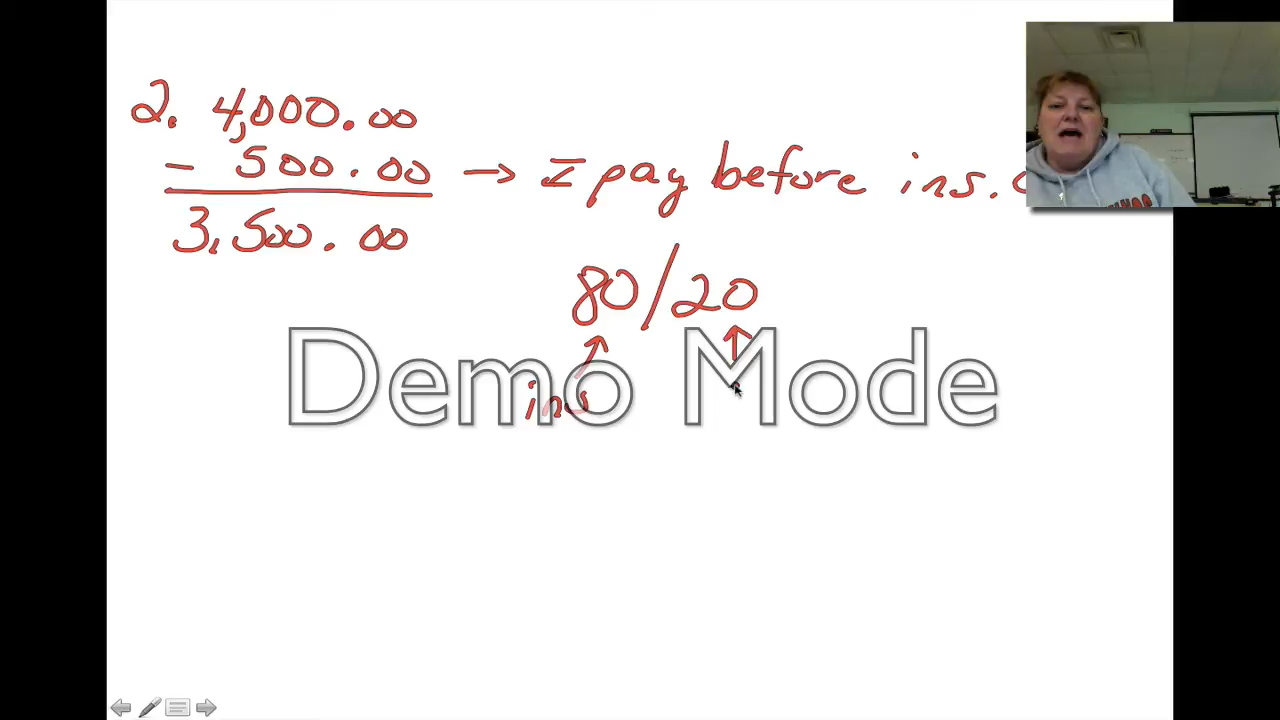 2. 4,000.00
- 500.00 → I pay before ins.
3,500.00
80/20
ins
Demo Mode